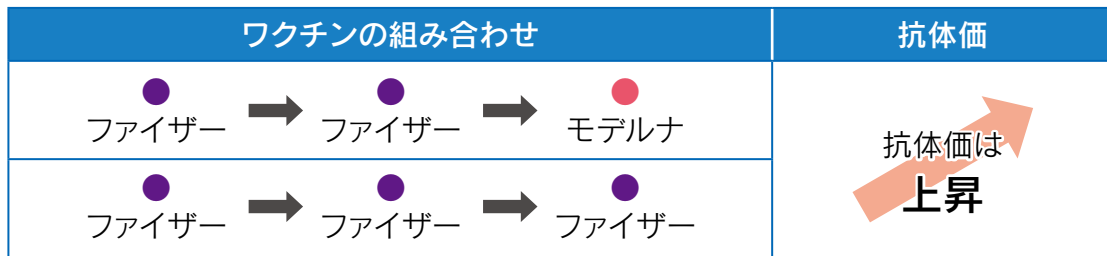 ワクチンの組み合わせ
抗体価
ファイザー
ファイザー
モデルナ
ファイザー
ファイザー
ファイザー
抗体価は
上昇